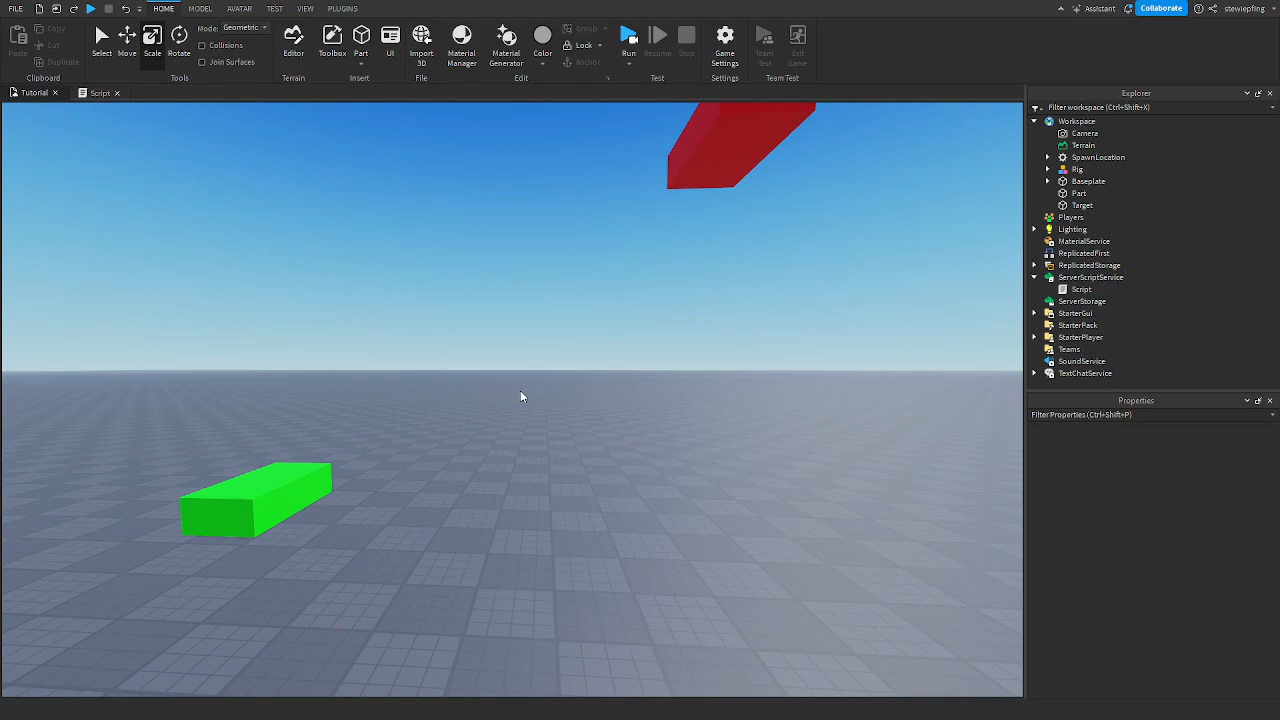 FILE HOME MODEL AVATAR TEST VIEW PLUGINS Assistant Collaborate stewiepfing
Paste Copy Cut Duplicate Clipboard
Select Move Scale Rotate Mode: Geometric Collisions Join Surfaces Tools
Editor Terrain
Toolbox Part UI Insert
Import 3D File
Material Manager Material Generator Color Group Lock Anchor Edit
Run Resume Stop Test
Game Settings Settings
Team Test Exit Game Team Test
Tutorial Script
Explorer
Filter workspace (Ctrl+Shift+X)
Workspace
Camera
Terrain
SpawnLocation
Rig
Baseplate
Part
Target
Players
Lighting
MaterialService
ReplicatedFirst
ReplicatedStorage
ServerScriptService
Script
ServerStorage
StarterGui
StarterPack
StarterPlayer
Teams
SoundService
TextChatService
Properties
Filter Properties (Ctrl+Shift+P)